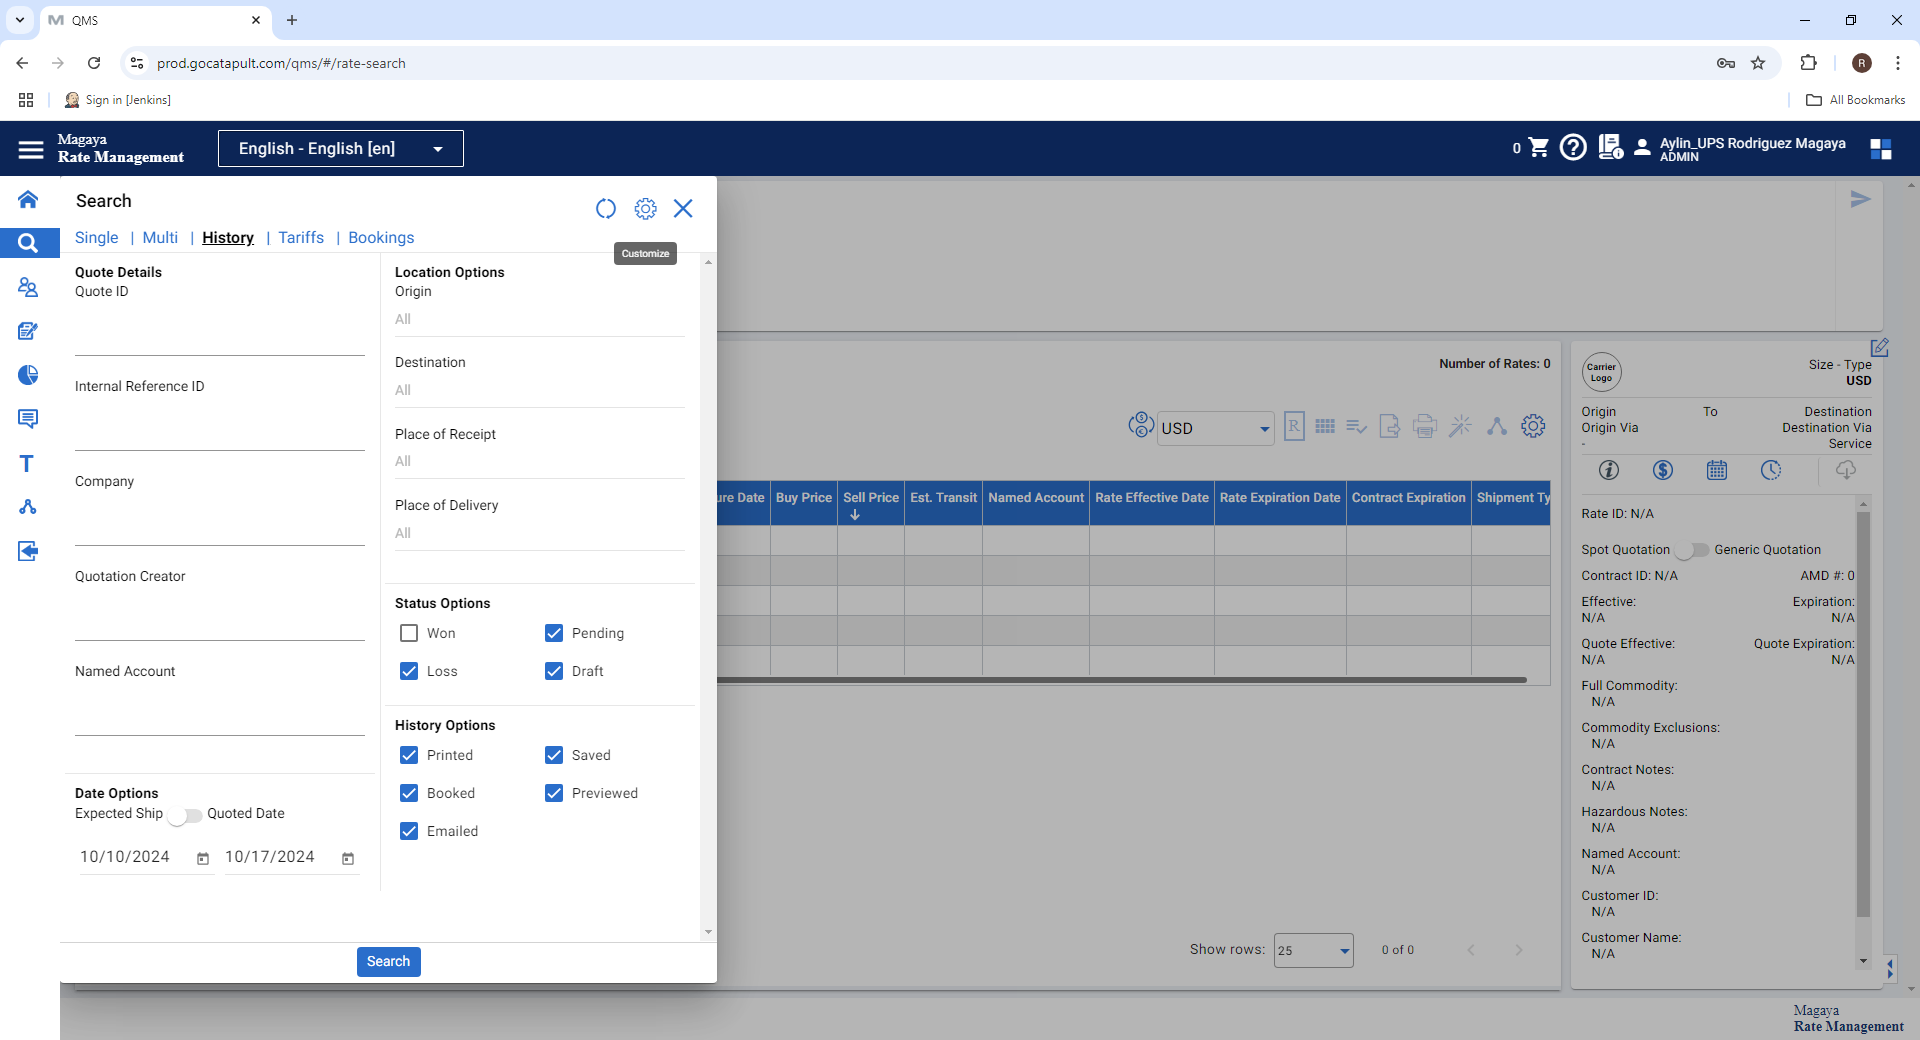 QMS
prod.gocatapult.com/qms/#/rate-search
R
Sign in [Jenkins]
All Bookmarks
Magaya
Rate Management
English - English [en]
0
Aylin_UPS Rodriguez Magaya
ADMIN
Search
Single | Multi | History | Tariffs | Bookings
Customize
Quote Details
Quote ID
Internal Reference ID
Company
Quotation Creator
Named Account
Date Options
Expected Ship
Quoted Date
10/10/2024
10/17/2024
Location Options
Origin
All
Destination
All
Place of Receipt
All
Place of Delivery
All
Status Options
Won
Pending
Loss
Draft
History Options
Printed
Saved
Booked
Previewed
Emailed
Search
T
Number of Rates: 0
USD
R
ure Date
Buy Price
Sell Price
Est. Transit
Named Account
Rate Effective Date
Rate Expiration Date
Contract Expiration
Shipment Ty
Show rows:
25
0 of 0
Carrier
Logo
Size - Type
USD
Origin
To
Destination
Origin Via
Destination Via
-
Service
Rate ID: N/A
Spot Quotation
Generic Quotation
Contract ID: N/A
AMD #: 0
Effective:
Expiration:
N/A
N/A
Quote Effective:
Quote Expiration:
N/A
N/A
Full Commodity:
N/A
Commodity Exclusions:
N/A
Contract Notes:
N/A
Hazardous Notes:
N/A
Named Account:
N/A
Customer ID:
N/A
Customer Name:
N/A
Magaya
Rate Management